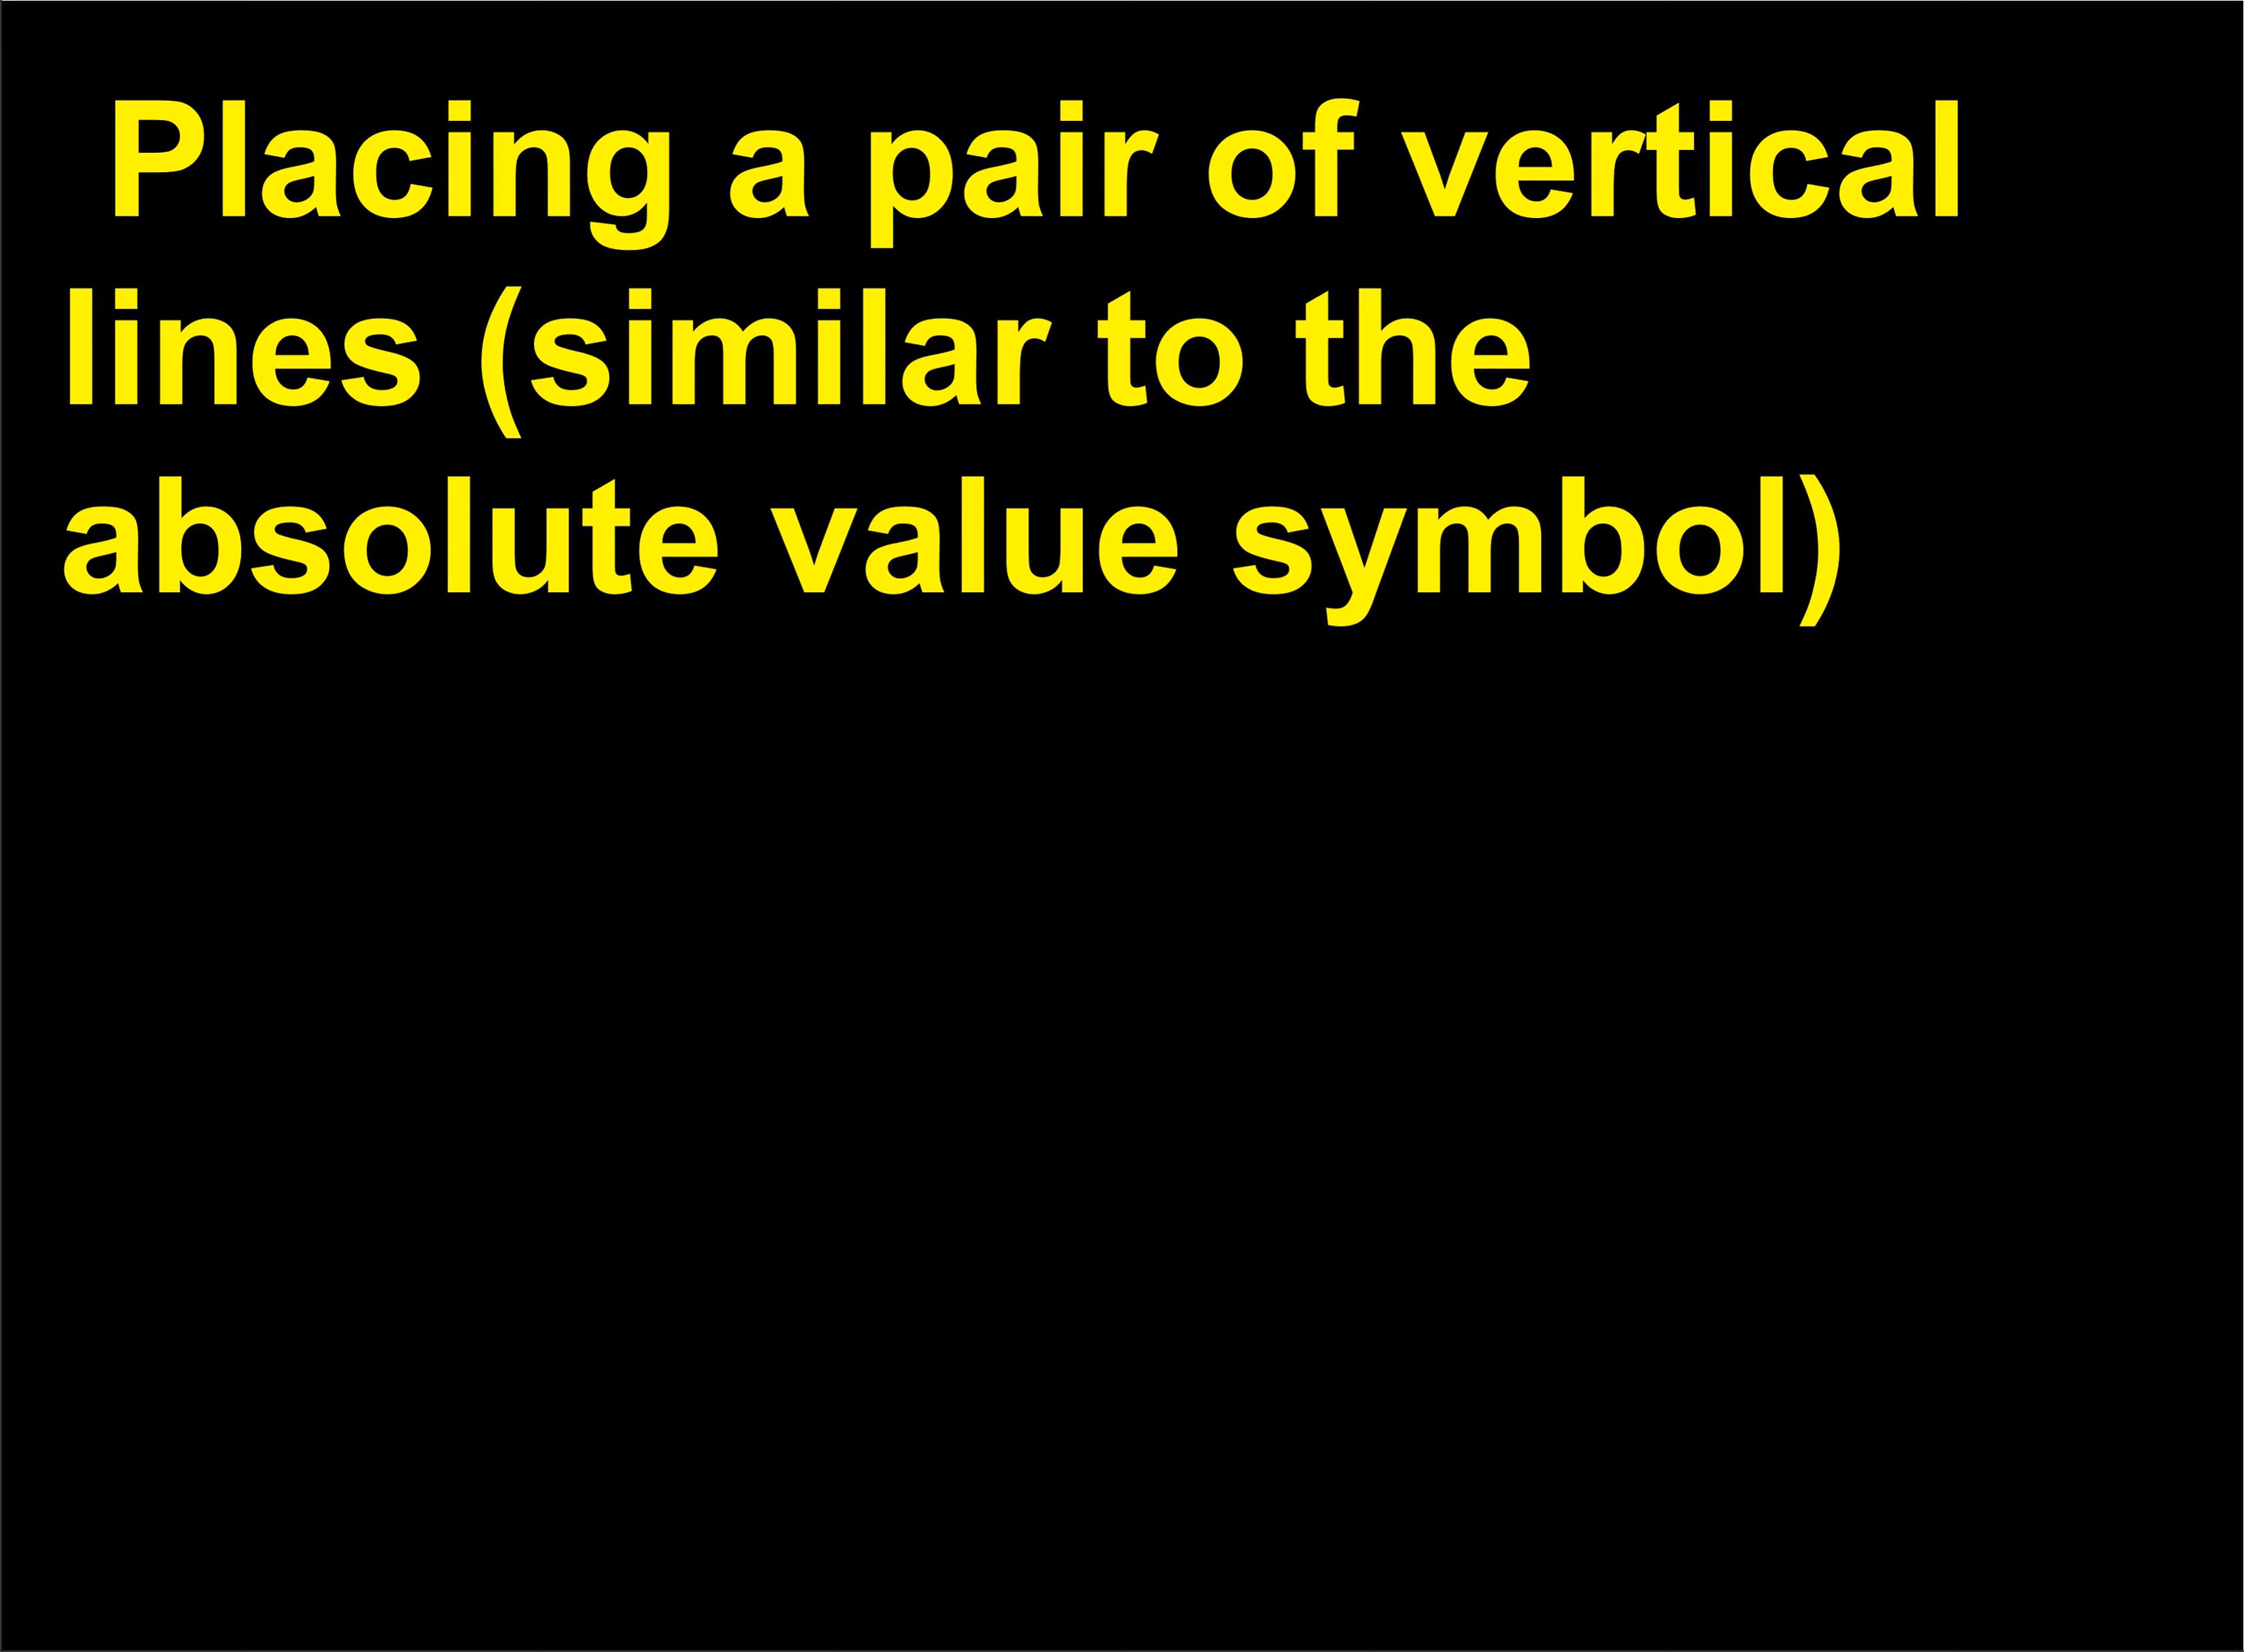 Placing a pair of vertical
lines (similar to the
absolute value symbol)